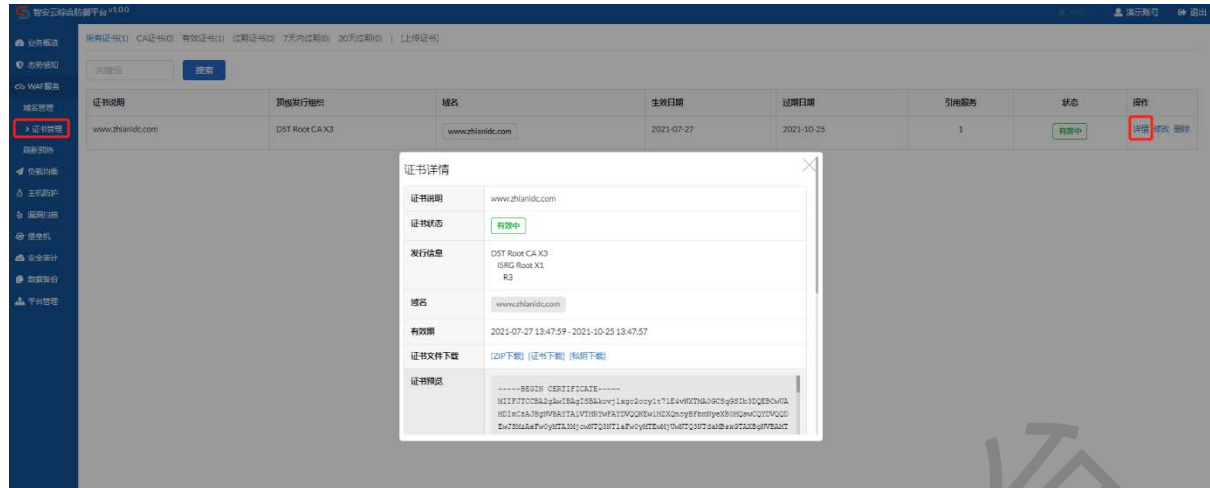 智安云综合防御平台 v1.0.0
演示账号 退出
业务概览
态势感知
WAF服务
域名管理
证书管理
刷新预热
负载均衡
主机防护
漏洞扫描
堡垒机
安全审计
数据备份
平台管理
所有证书(1) CA证书(0) 有效证书(1) 过期证书(0) 7天内过期(0) 30天过期(0) | [上传证书]
关键词 搜索
证书说明 顶级发行组织 域名 生效日期 过期日期 引用服务 状态 操作
www.zhianidc.com DST Root CA X3 www.zhianidc.com 2021-07-27 2021-10-25 1 有效中 详情 修改 删除
证书详情
证书说明 www.zhianidc.com
证书状态 有效中
发行信息 DST Root CA X3
ISRG Root X1
R3
域名 www.zhianidc.com
有效期 2021-07-27 13:47:59 - 2021-10-25 13:47:57
证书文件下载 [ZIP下载] [证书下载] [私钥下载]
证书预览 -----BEGIN CERTIFICATE-----